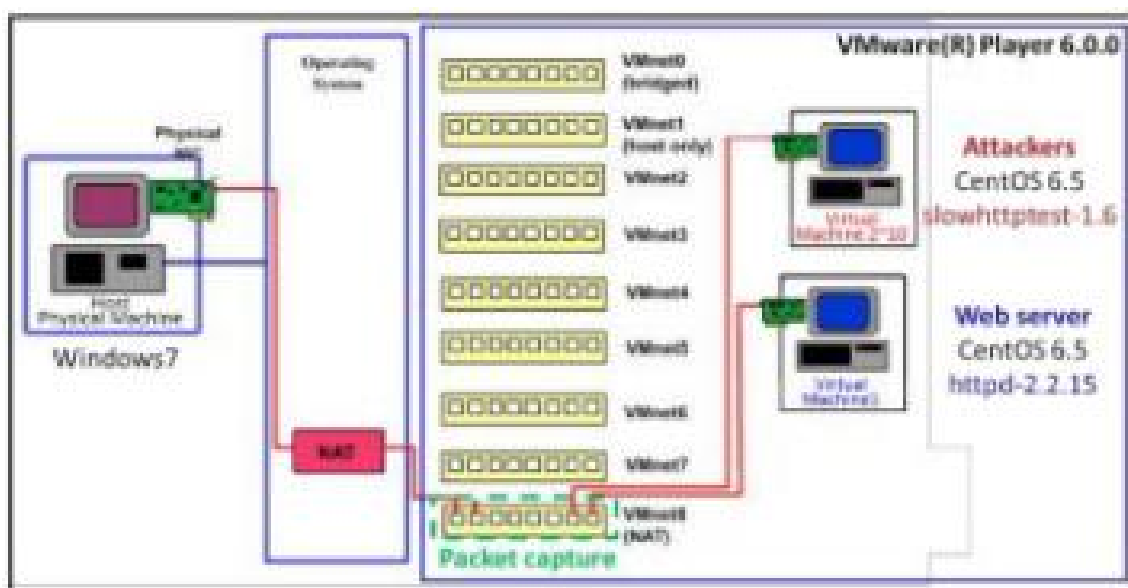 VMware(R) Player 6.0.0
Operating
System
Physical
NIC
Host
Physical Machine
Windows7
NAT
VMnet0
(bridged)
VMnet1
(host only)
VMnet2
VMnet3
VMnet4
VMnet5
VMnet6
VMnet7
VMnet8
(NAT)
Packet capture
Virtual
Machine 2~10
Attackers
CentOS 6.5
slowhttptest-1.6
Virtual
Machine1
Web server
CentOS 6.5
httpd-2.2.15